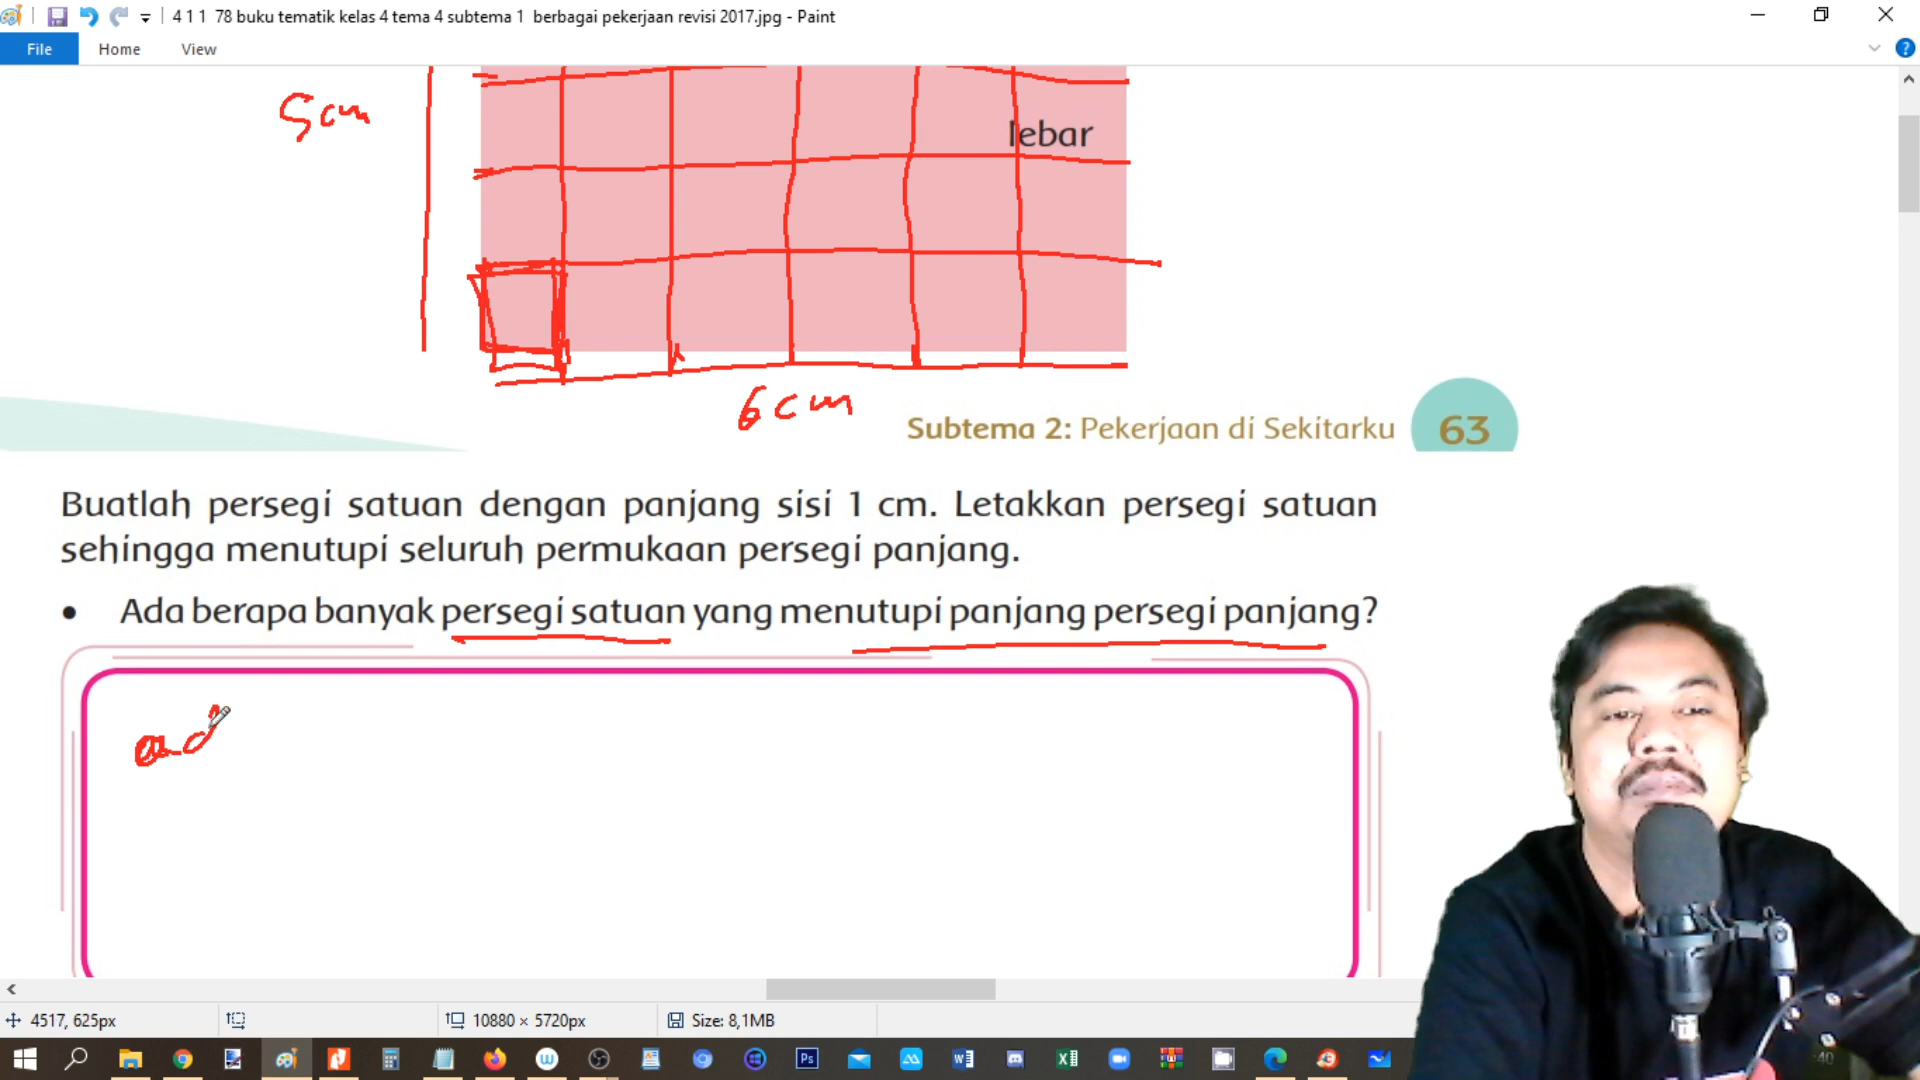 4 1 1  78 buku tematik kelas 4 tema 4 subtema 1  berbagai pekerjaan revisi 2017.jpg - Paint
File Home View
5cm
lebar
6cm
Subtema 2: Pekerjaan di Sekitarku 63
Buatlah persegi satuan dengan panjang sisi 1 cm. Letakkan persegi satuan
sehingga menutupi seluruh permukaan persegi panjang.
• Ada berapa banyak persegi satuan yang menutupi panjang persegi panjang?
ad
4517, 625px 10880 × 5720px Size: 8,1MB